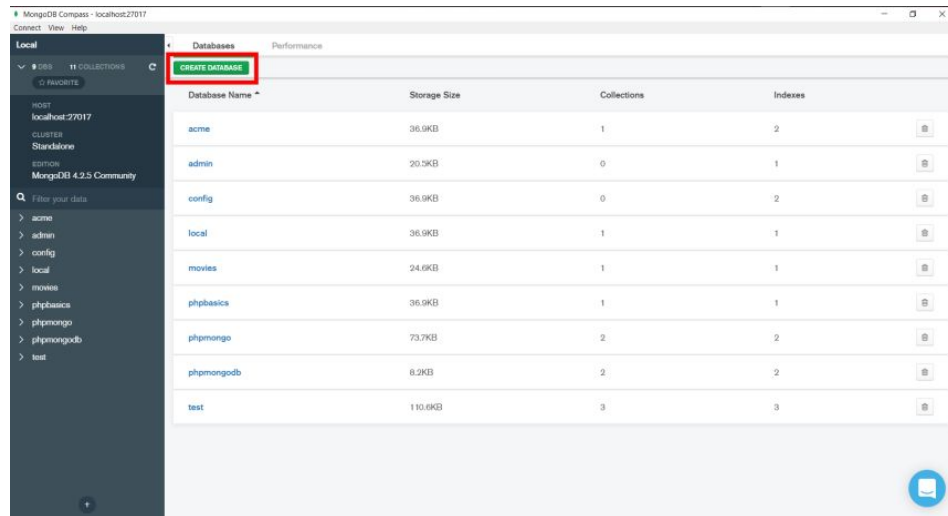 MongoDB Compass - localhost:27017
Connect View Help
Local
9 DBS 11 COLLECTIONS
FAVORITE
HOST
localhost:27017
CLUSTER
Standalone
EDITION
MongoDB 4.2.5 Community
Filter your data
acme
admin
config
local
movies
phpbasics
phpmongo
phpmongodb
test
Databases Performance
CREATE DATABASE
Database Name Storage Size Collections Indexes
acme 36.9KB 1 2
admin 20.5KB 0 1
config 36.9KB 0 2
local 36.9KB 1 1
movies 24.6KB 1 1
phpbasics 36.9KB 1 1
phpmongo 73.7KB 2 2
phpmongodb 8.2KB 2 2
test 110.6KB 3 3